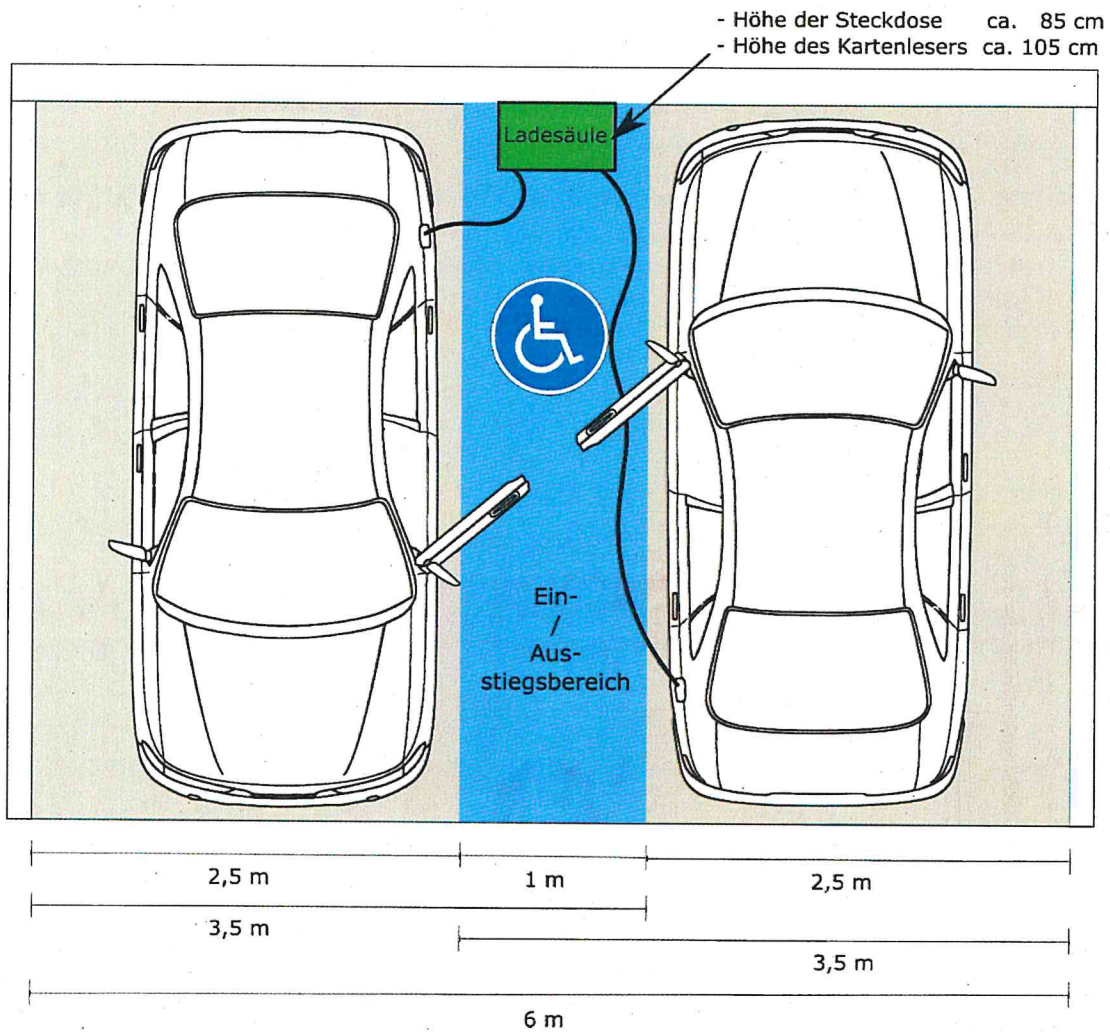 - Höhe der Steckdose ca. 85 cm
- Höhe des Kartenlesers ca. 105 cm
Ladesäule
Ein-
/
Aus-
stiegsbereich
2,5 m
1 m
2,5 m
3,5 m
3,5 m
6 m